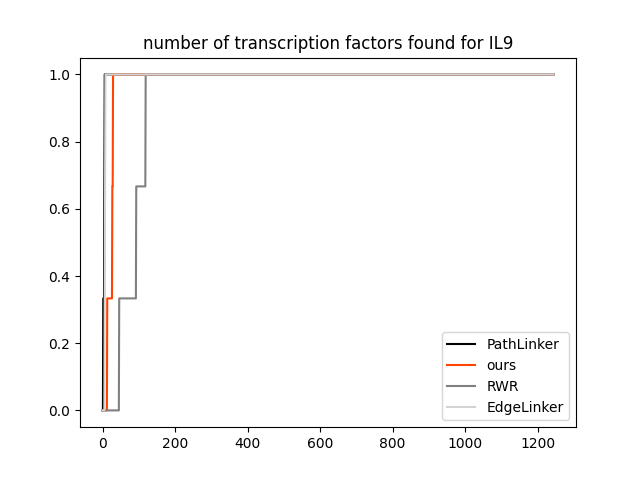 number of transcription factors found for IL9
1.0
0.8
0.6
0.4
0.2
0.0
0 200 400 600 800 1000 1200
PathLinker
ours
RWR
EdgeLinker